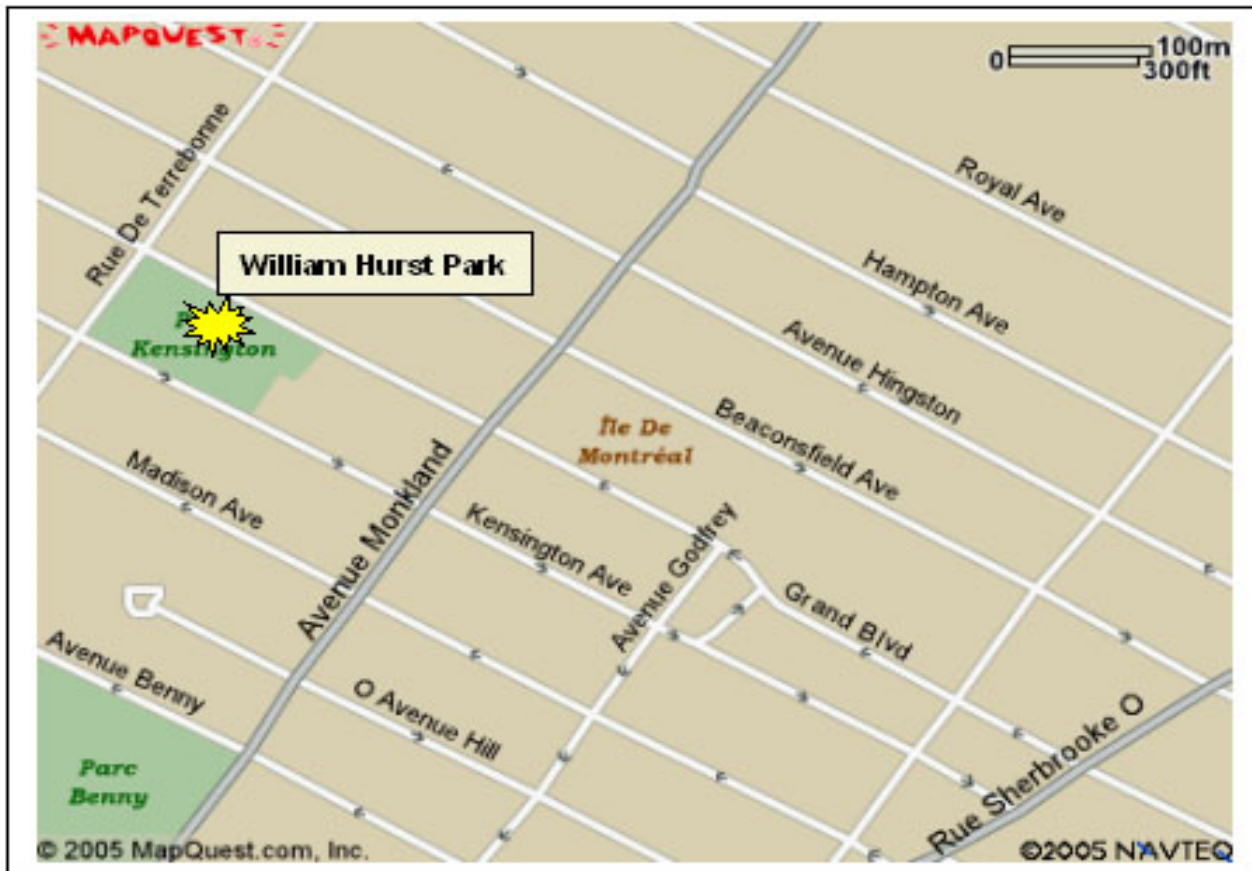 MAPQUEST
0
100m
300ft
Rue De Terrebonne
Royal Ave
William Hurst Park
Hampton Ave
Kensington
Avenue Hingston
Beaconsfield Ave
Île De
Montréal
Madison Ave
Avenue Monkland
Kensington Ave
Avenue Godfrey
Grand Blvd
Avenue Benny
O Avenue Hill
Rue Sherbrooke O
Parc
Benny
© 2005 MapQuest.com, Inc.
©2005 NAVTEQ